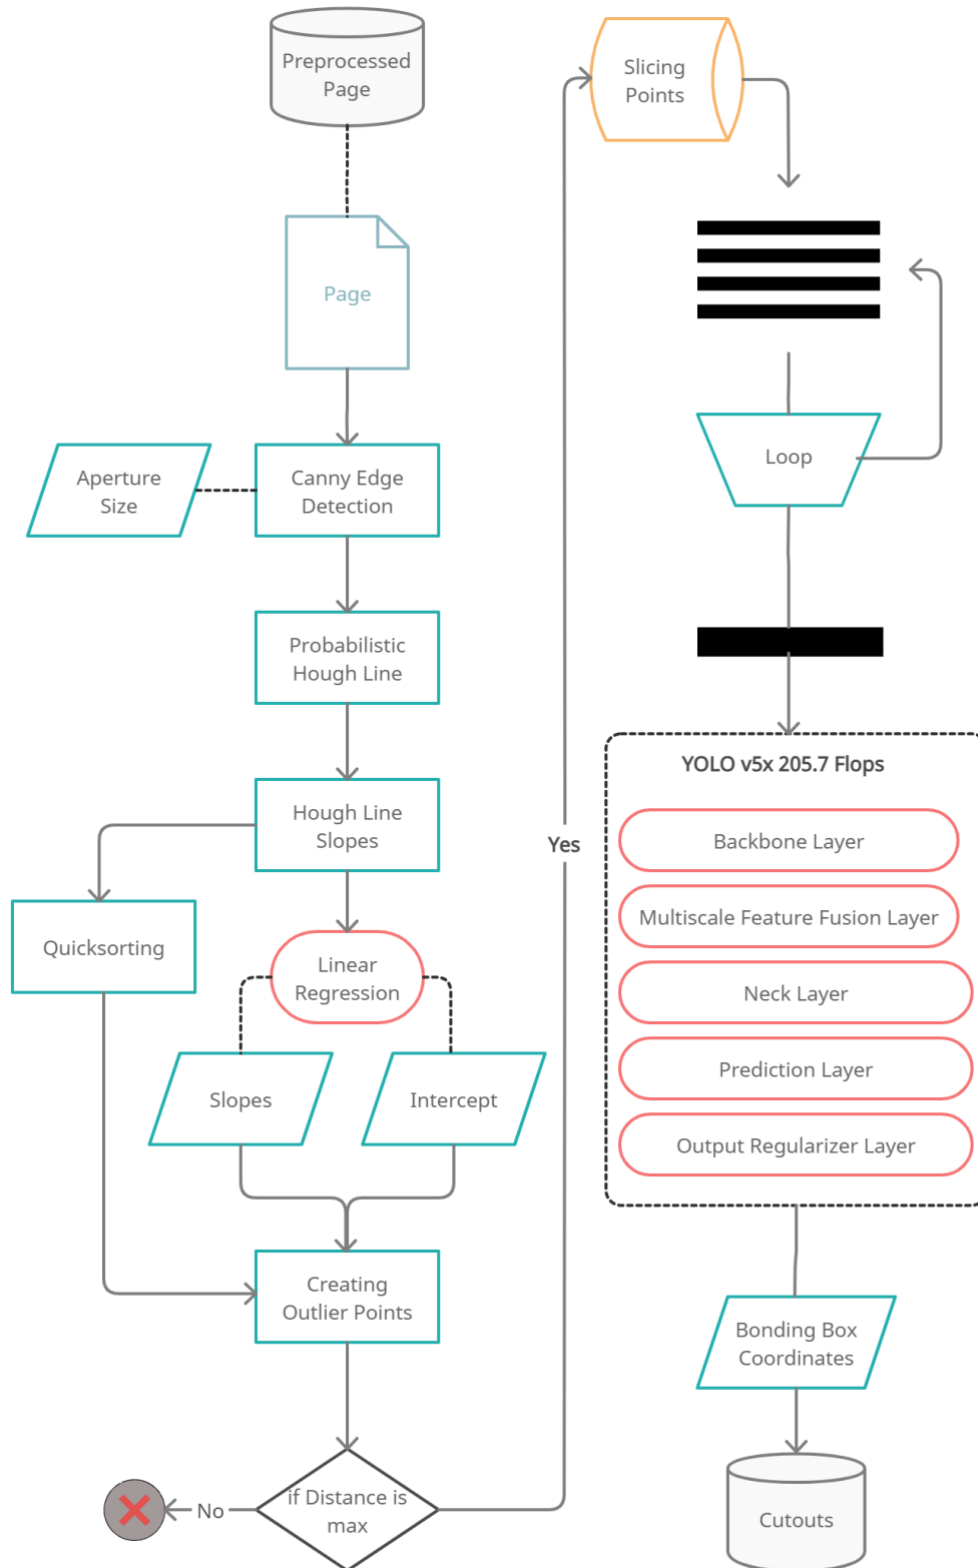 Preprocessed
Page
Page
Aperture
Size
Canny Edge
Detection
Probabilistic
Hough Line
Hough Line
Slopes
Quicksorting
Linear
Regression
Slopes
Intercept
Creating
Outlier Points
if Distance is
max
No
Yes
Slicing
Points
Loop
YOLO v5x 205.7 Flops
Backbone Layer
Multiscale Feature Fusion Layer
Neck Layer
Prediction Layer
Output Regularizer Layer
Bonding Box
Coordinates
Cutouts